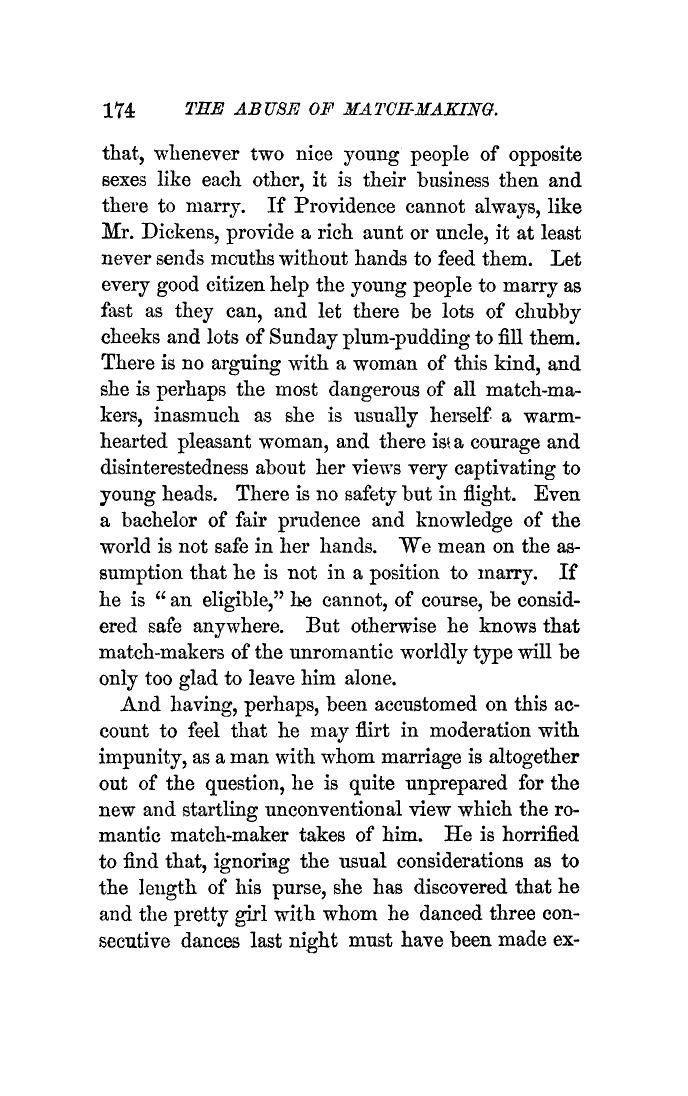 174 THE ABUSE OF MATCH-MAKING.
that, whenever two nice young people of opposite
sexes like each other, it is their business then and
there to marry. If Providence cannot always, like
Mr. Dickens, provide a rich aunt or uncle, it at least
never sends mouths without hands to feed them. Let
every good citizen help the young people to marry as
fast as they can, and let there be lots of chubby
cheeks and lots of Sunday plum-pudding to fill them.
There is no arguing with a woman of this kind, and
she is perhaps the most dangerous of all match-ma-
kers, inasmuch as she is usually herself a warm-
hearted pleasant woman, and there is a courage and
disinterestedness about her views very captivating to
young heads. There is no safety but in flight. Even
a bachelor of fair prudence and knowledge of the
world is not safe in her hands. We mean on the as-
sumption that he is not in a position to marry. If
he is “an eligible,” he cannot, of course, be consid-
ered safe anywhere. But otherwise he knows that
match-makers of the unromantic worldly type will be
only too glad to leave him alone.
And having, perhaps, been accustomed on this ac-
count to feel that he may flirt in moderation with
impunity, as a man with whom marriage is altogether
out of the question, he is quite unprepared for the
new and startling unconventional view which the ro-
mantic match-maker takes of him. He is horrified
to find that, ignoring the usual considerations as to
the length of his purse, she has discovered that he
and the pretty girl with whom he danced three con-
secutive dances last night must have been made ex-